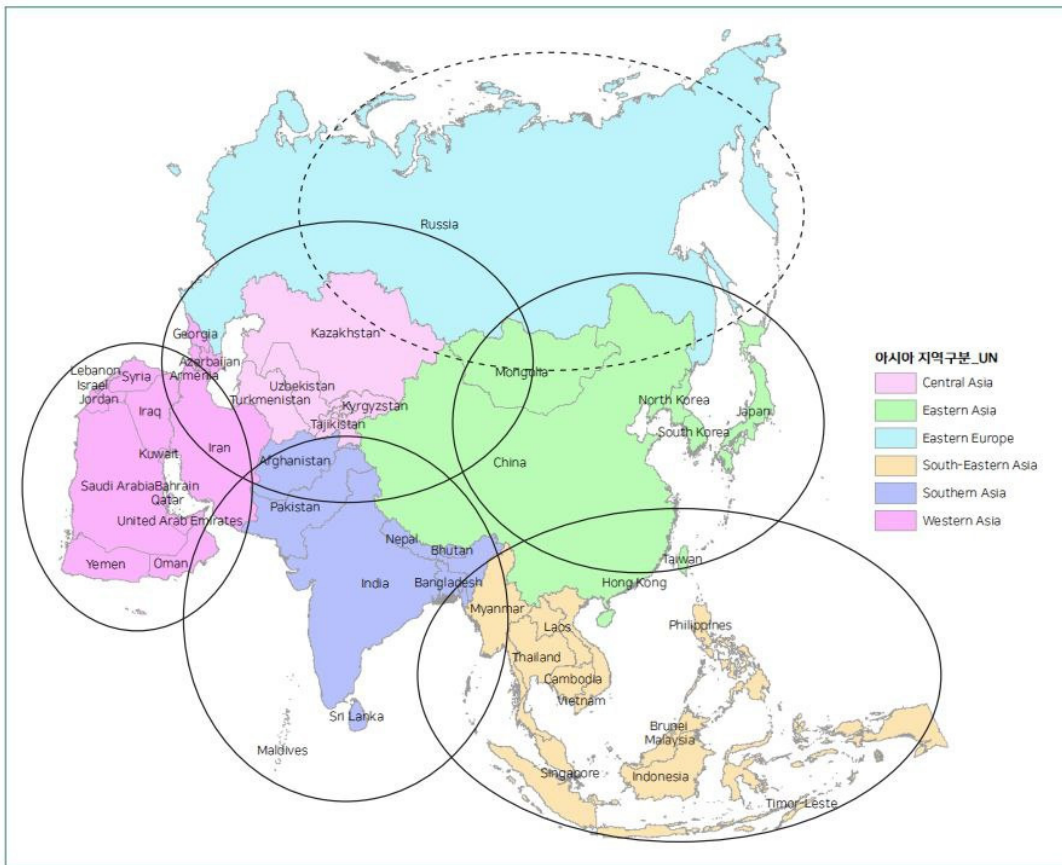 Russia
Georgia
Azerbaijan
Armenia
Kazakhstan
Lebanon
Israel
Jordan
Syria
Iraq
Iran
Kuwait
Saudi Arabia
Bahrain
Qatar
United Arab Emirates
Yemen
Oman
Uzbekistan
Turkmenistan
Kyrgyzstan
Tajikistan
Afghanistan
Pakistan
Nepal
Bhutan
India
Bangladesh
Sri Lanka
Maldives
Mongolia
North Korea
South Korea
Japan
China
Taiwan
Hong Kong
Myanmar
Laos
Thailand
Cambodia
Vietnam
Philippines
Brunei
Malaysia
Singapore
Indonesia
Timor-Leste
아시아 지역구분_UN
Central Asia
Eastern Asia
Eastern Europe
South-Eastern Asia
Southern Asia
Western Asia